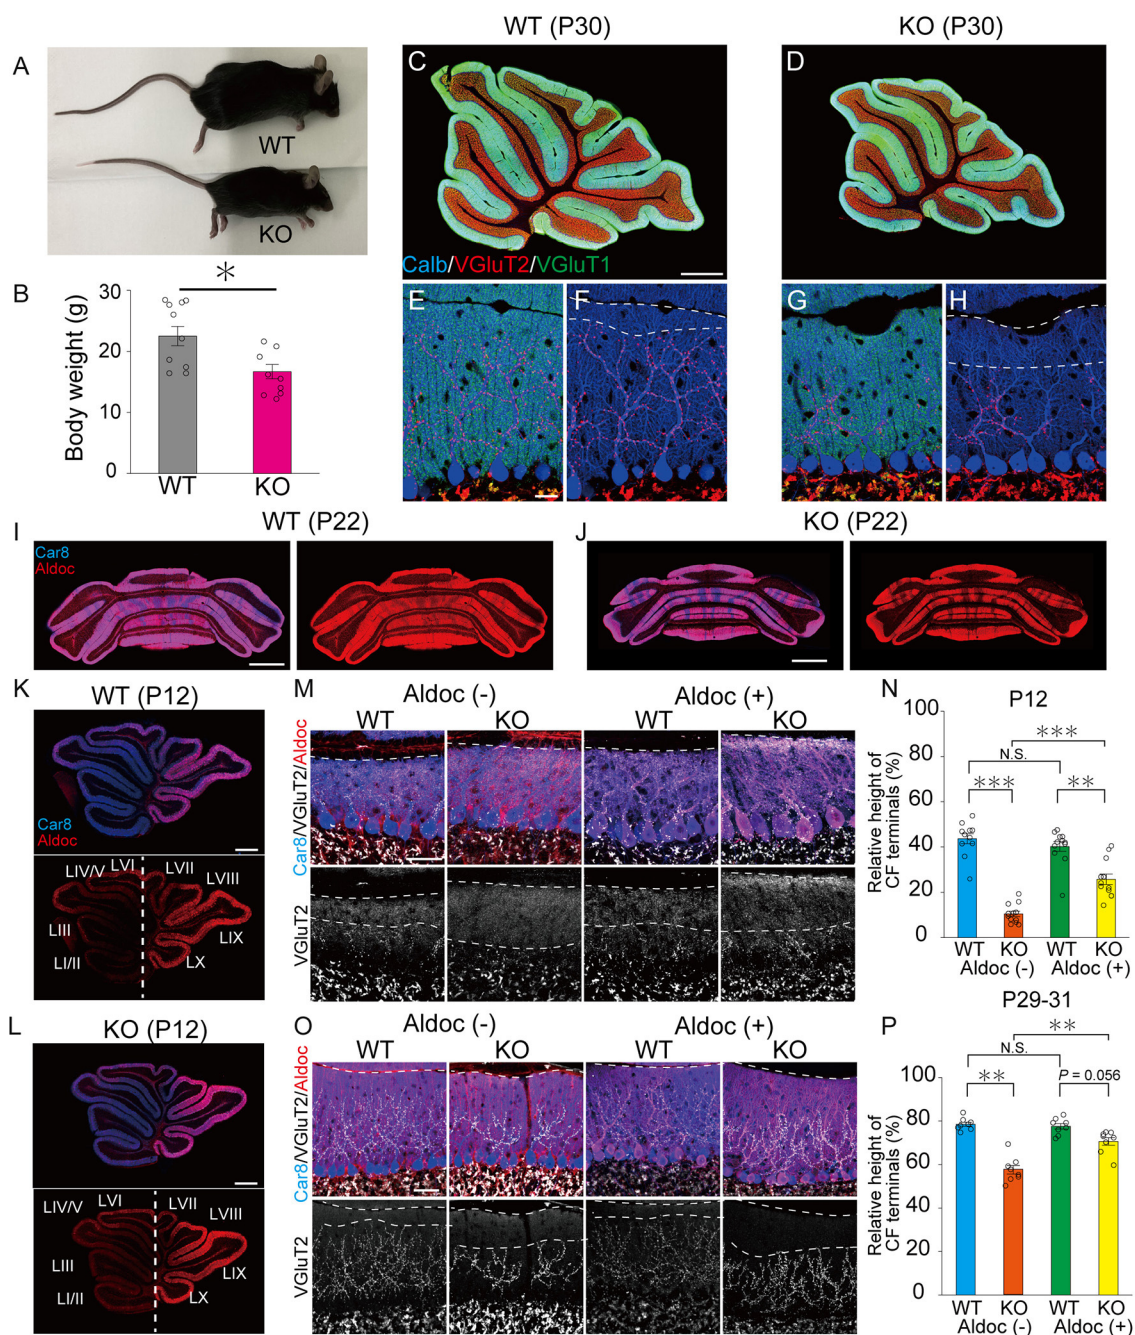 WT (P30)
KO (P30)
A
WT
KO
B
*
Body weight (g)
30
20
10
0
WT
KO
C
Calb/VGluT2/VGluT1
D
E
F
G
H
WT (P22)
KO (P22)
I
Car8
Aldoc
J
K
WT (P12)
Car8
Aldoc
LIV/V
LVI
LVII
LVIII
LIII
LIX
LI/II
LX
L
KO (P12)
LIV/V
LVI
LVII
LVIII
LIII
LIX
LI/II
LX
M
Aldoc (-)
Aldoc (+)
WT
KO
WT
KO
Car8/VGluT2/Aldoc
VGluT2
N
P12
Relative height of
CF terminals (%)
100
80
60
40
20
0
***
N.S.
***
**
WT
KO
WT
KO
Aldoc (-)
Aldoc (+)
O
Aldoc (-)
Aldoc (+)
WT
KO
WT
KO
Car8/VGluT2/Aldoc
VGluT2
P
P29-31
Relative height of
CF terminals (%)
100
80
60
40
20
0
**
N.S.
**
P = 0.056
WT
KO
WT
KO
Aldoc (-)
Aldoc (+)